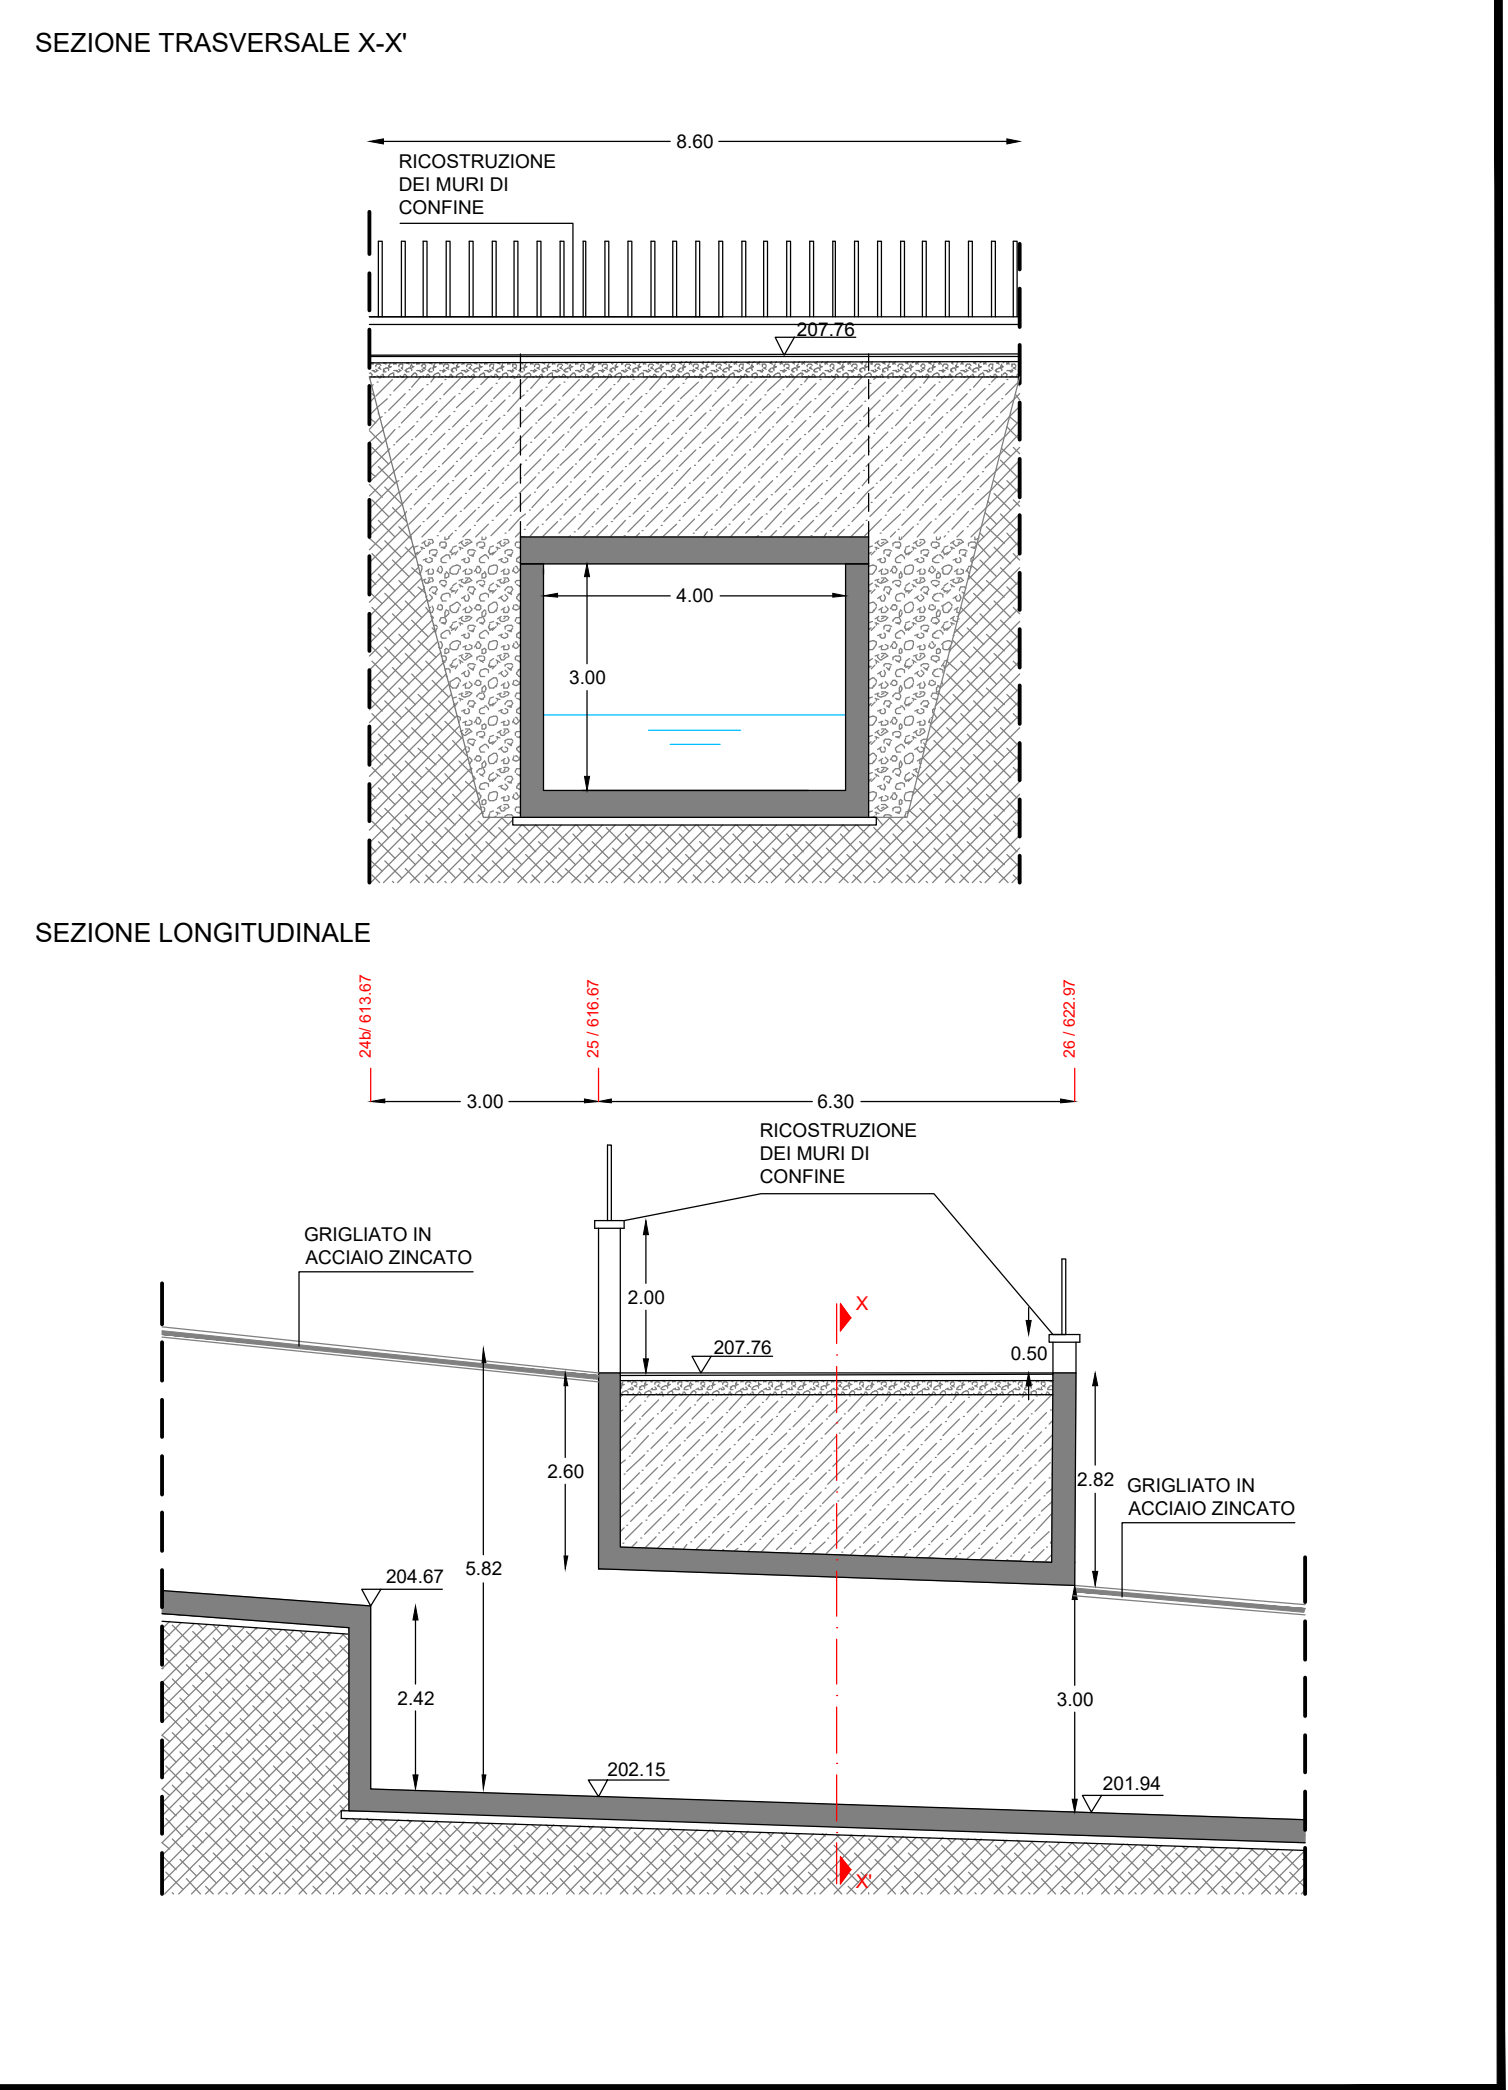 SEZIONE TRASVERSALE X-X'
8.60
RICOSTRUZIONE
DEI MURI DI
CONFINE
207.76
4.00
3.00
SEZIONE LONGITUDINALE
24b/ 613.67
25 / 616.67
26 / 622.97
3.00
6.30
RICOSTRUZIONE
DEI MURI DI
CONFINE
GRIGLIATO IN
ACCIAIO ZINCATO
2.00
X
207.76
0.50
2.60
2.82
GRIGLIATO IN
ACCIAIO ZINCATO
5.82
204.67
2.42
3.00
202.15
201.94
X'